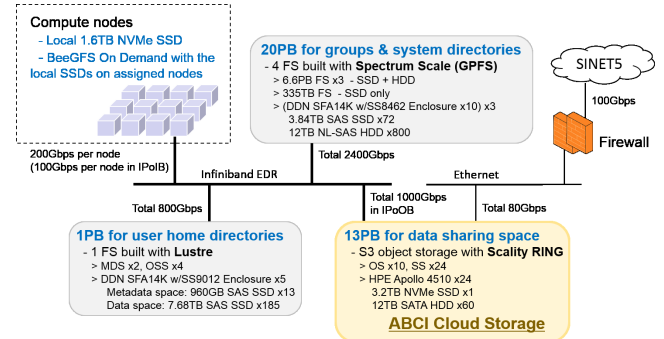 Compute nodes
- Local 1.6TB NVMe SSD
- BeeGFS On Demand with the
local SSDs on assigned nodes
20PB for groups & system directories
- 4 FS built with Spectrum Scale (GPFS)
> 6.6PB FS x3 - SSD + HDD
> 335TB FS - SSD only
> (DDN SFA14K w/SS8462 Enclosure x10) x3
3.84TB SAS SSD x72
12TB NL-SAS HDD x800
SINET5
100Gbps
Firewall
200Gbps per node
(100Gbps per node in IPoIB)
Total 2400Gbps
Infiniband EDR
Ethernet
Total 800Gbps
Total 1000Gbps
in IPoOB
Total 80Gbps
1PB for user home directories
- 1 FS built with Lustre
> MDS x2, OSS x4
> DDN SFA14K w/SS9012 Enclosure x5
Metadata space: 960GB SAS SSD x13
Data space: 7.68TB SAS SSD x185
13PB for data sharing space
- S3 object storage with Scality RING
> OS x10, SS x24
> HPE Apollo 4510 x24
3.2TB NVMe SSD x1
12TB SATA HDD x60
ABCI Cloud Storage